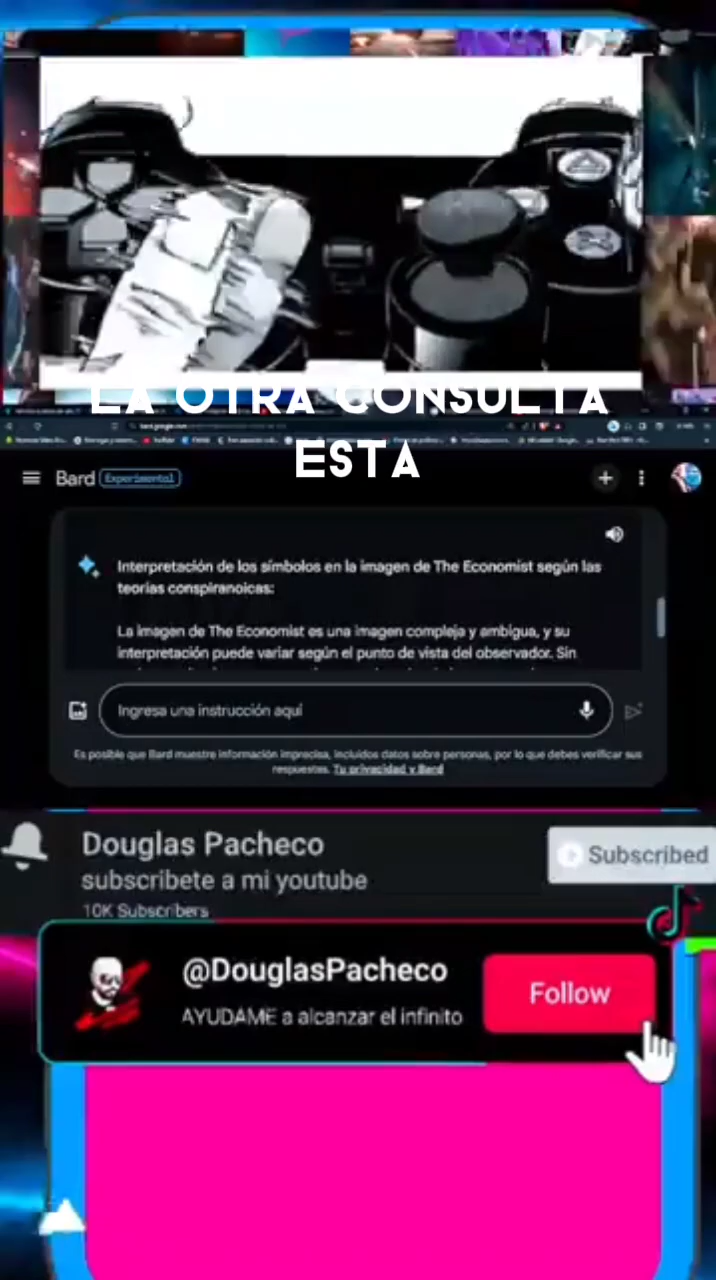 LA OTRA CONSULTA
ESTA
Bard Experimental
Interpretación de los símbolos en la imagen de The Economist según las
teorías conspiranoicas:
La imagen de The Economist es una imagen compleja y ambigua, y su
interpretación puede variar según el punto de vista del observador. Sin
Ingresa una instrucción aquí
Es posible que Bard muestre información imprecisa, incluidos datos sobre personas, por lo que debes verificar sus
respuestas. Tu privacidad y Bard
Douglas Pacheco
Subscribed
subscribete a mi youtube
10K Subscribers
@DouglasPacheco
Follow
AYUDAME a alcanzar el infinito